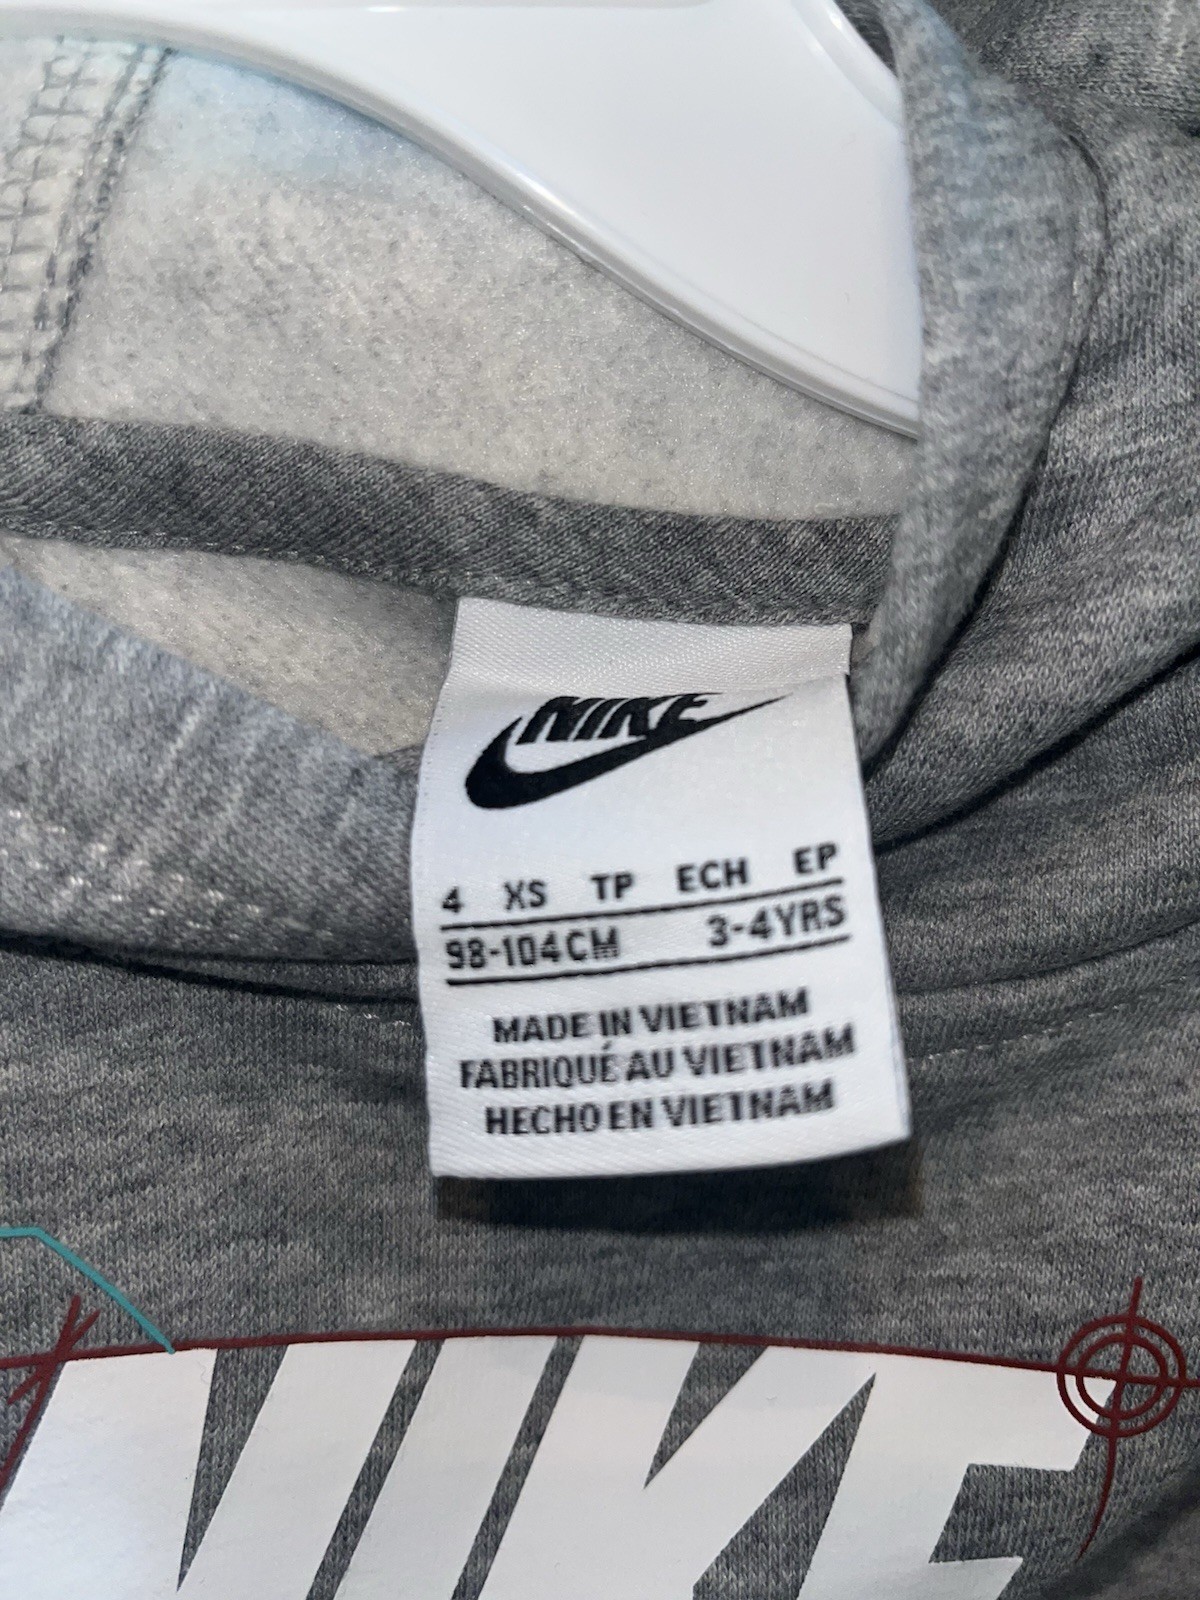 NIKE
4 XS TP ECH EP
98-104CM 3-4YRS
MADE IN VIETNAM
FABRIQUÉ AU VIETNAM
HECHO EN VIETNAM
NIKE